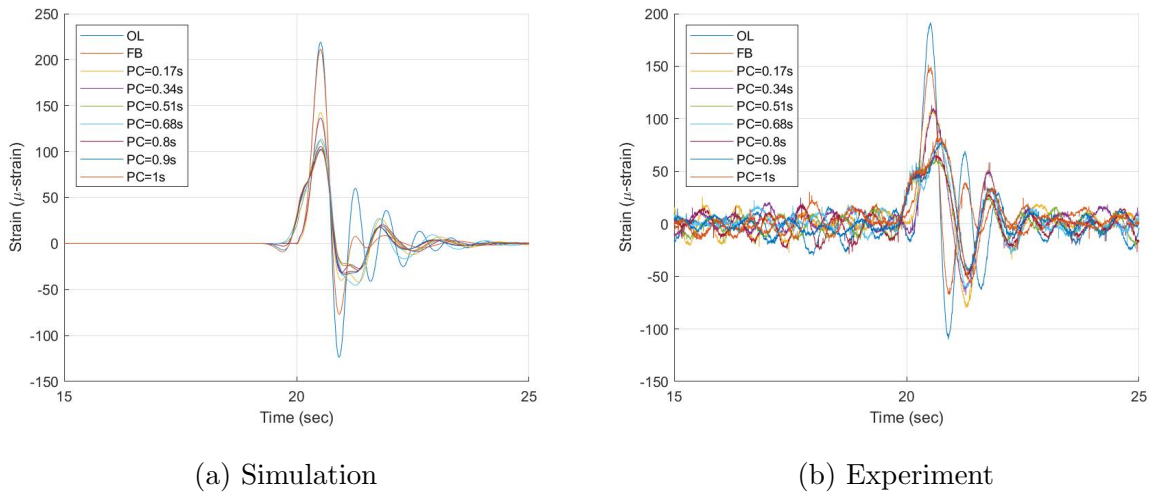 250
200
150
100
50
0
-50
-100
-150
15
20
25
Strain (μ-strain)
Time (sec)
OL
FB
PC=0.17s
PC=0.34s
PC=0.51s
PC=0.68s
PC=0.8s
PC=0.9s
PC=1s
(a) Simulation
200
150
100
50
0
-50
-100
-150
15
20
25
Strain (μ-strain)
Time (sec)
OL
FB
PC=0.17s
PC=0.34s
PC=0.51s
PC=0.68s
PC=0.8s
PC=0.9s
PC=1s
(b) Experiment